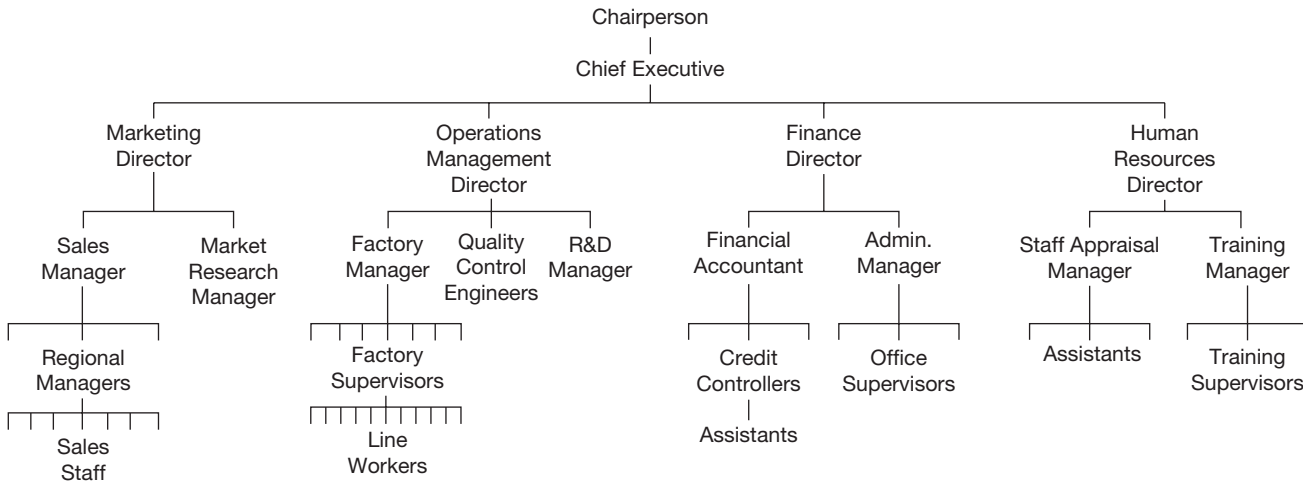 Chairperson
Chief Executive
Marketing
Director
Operations
Management
Director
Finance
Director
Human
Resources
Director
Sales
Manager
Market
Research
Manager
Factory
Manager
Quality
Control
Engineers
R&D
Manager
Financial
Accountant
Admin.
Manager
Staff Appraisal
Manager
Training
Manager
Regional
Managers
Factory
Supervisors
Credit
Controllers
Office
Supervisors
Assistants
Training
Supervisors
Sales
Staff
Line
Workers
Assistants